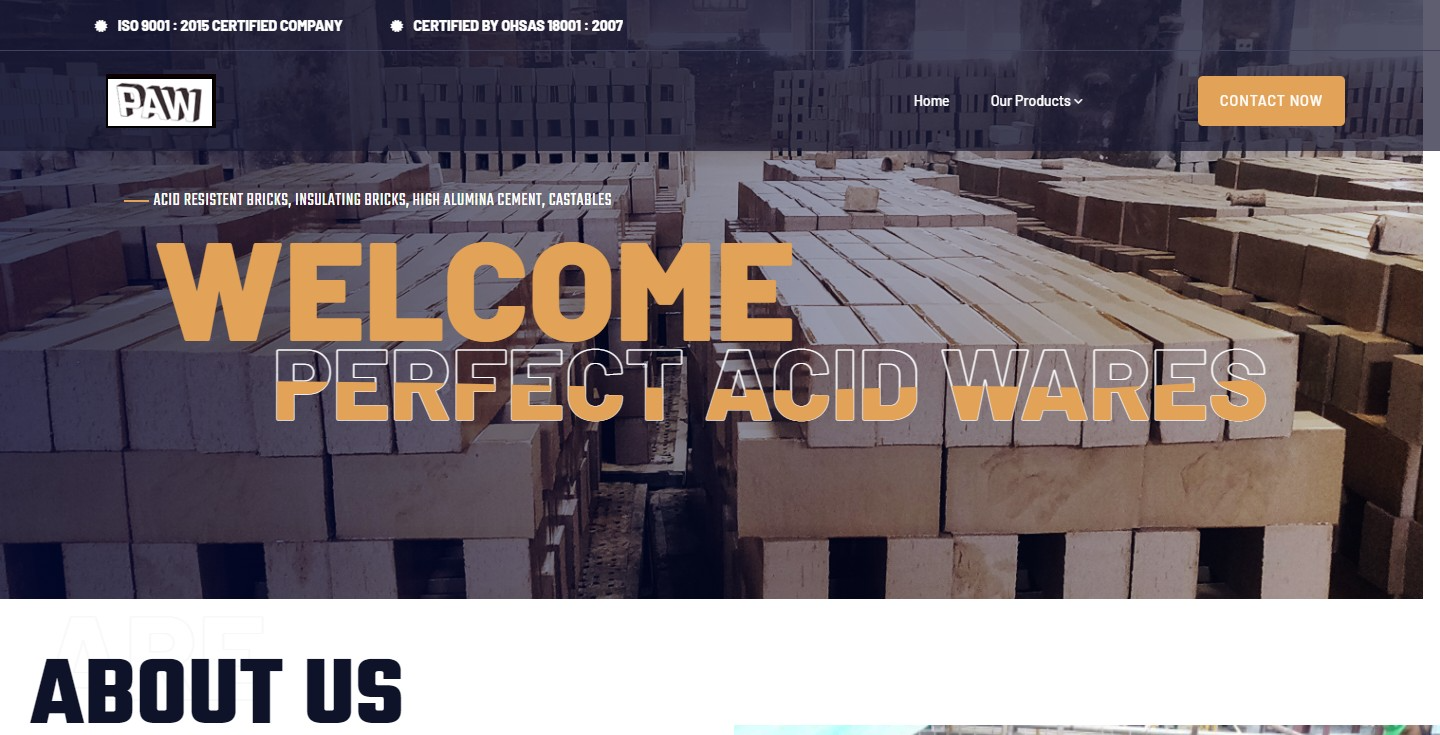 ISO 9001 : 2015 CERTIFIED COMPANY
CERTIFIED BY OHSAS 18001 : 2007
PAW
Home
Our Products
CONTACT NOW
ACID RESISTENT BRICKS, INSULATING BRICKS, HIGH ALUMINA CEMENT, CASTABLES
WELCOME
PERFECT ACID WARES
ARE
ABOUT US